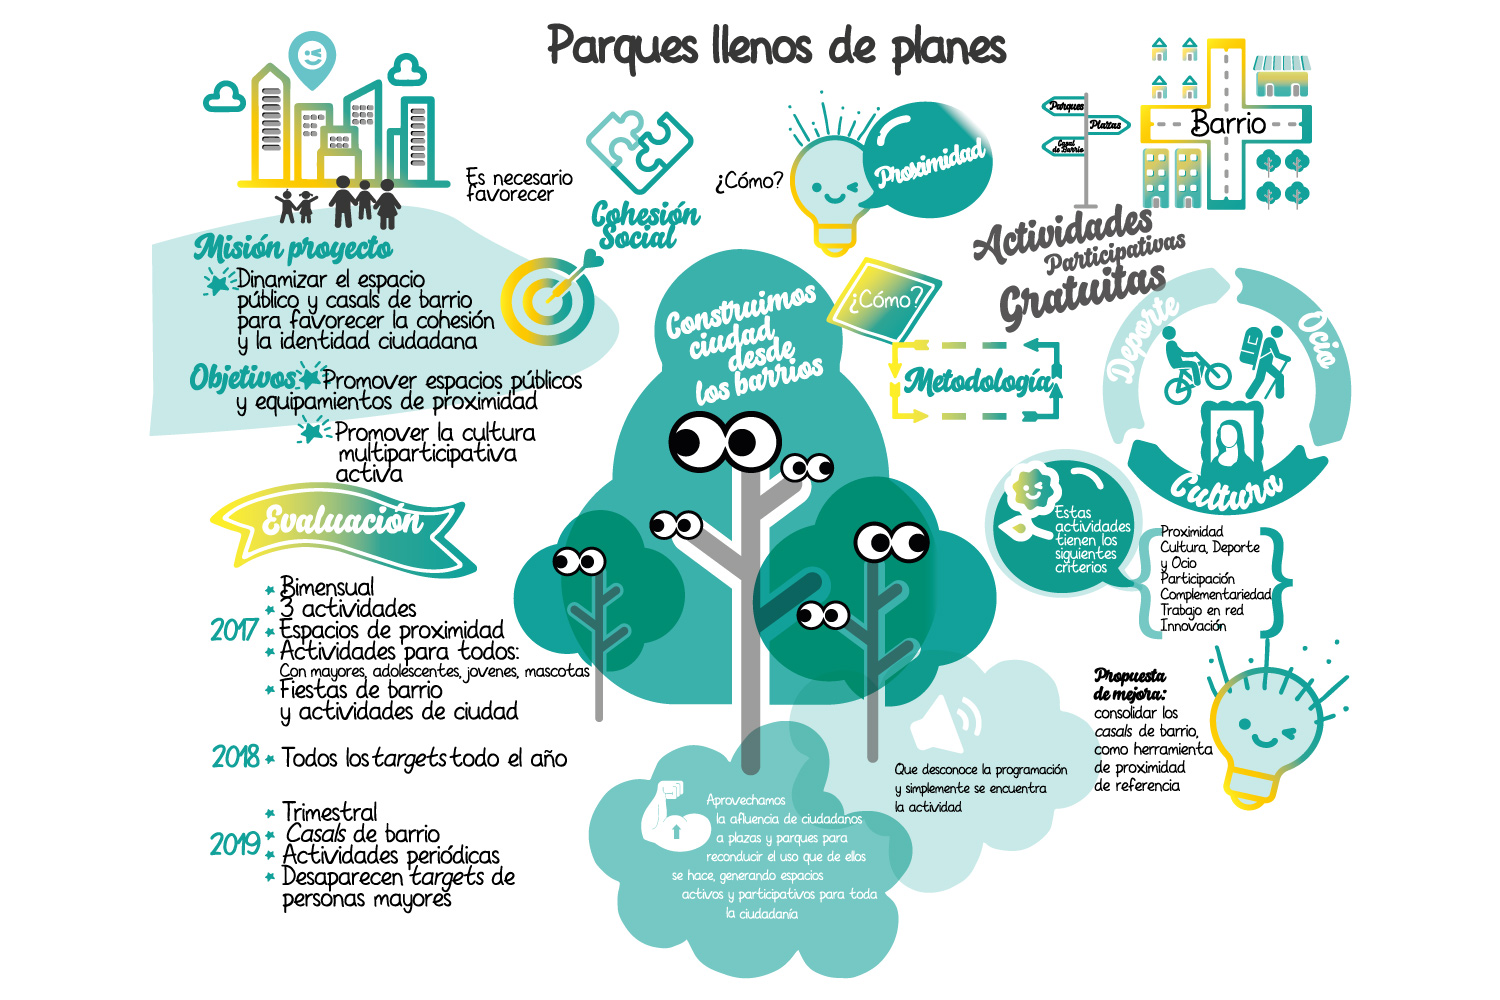 Parques llenos de planes
Es necesario
favorecer
Cohesión
Social
¿Cómo?
Proximidad
Parques
Plazas
Casal
de Barrio
Barrio
Actividades
Participativas
Gratuitas
Misión proyecto
Dinamizar el espacio
público y casals de barrio
para favorecer la cohesión
y la identidad ciudadana
Objetivos
Promover espacios públicos
y equipamientos de proximidad
Promover la cultura
multiparticipativa
activa
Construimos
ciudad
desde
los barrios
¿Cómo?
Metodología
Deporte
Ocio
Cultura
Estas
actividades
tienen los
siguientes
criterios
Proximidad
Cultura, Deporte
y Ocio
Participación
Complementariedad
Trabajo en red
Innovación
Evaluación
2017
Bimensual
3 actividades
Espacios de proximidad
Actividades para todos:
Con mayores, adolescentes, jovenes, mascotas
Fiestas de barrio
y actividades de ciudad
2018
Todos los targets todo el año
2019
Trimestral
Casals de barrio
Actividades periódicas
Desaparecen targets de
personas mayores
Aprovechamos
la afluencia de ciudadanos
a plazas y parques para
reconducir el uso que de ellos
se hace, generando espacios
activos y participativos para toda
la ciudadanía
Que desconoce la programación
y simplemente se encuentra
la actividad
Propuesta
de mejora:
consolidar los
casals de barrio,
como herramienta
de proximidad
de referencia